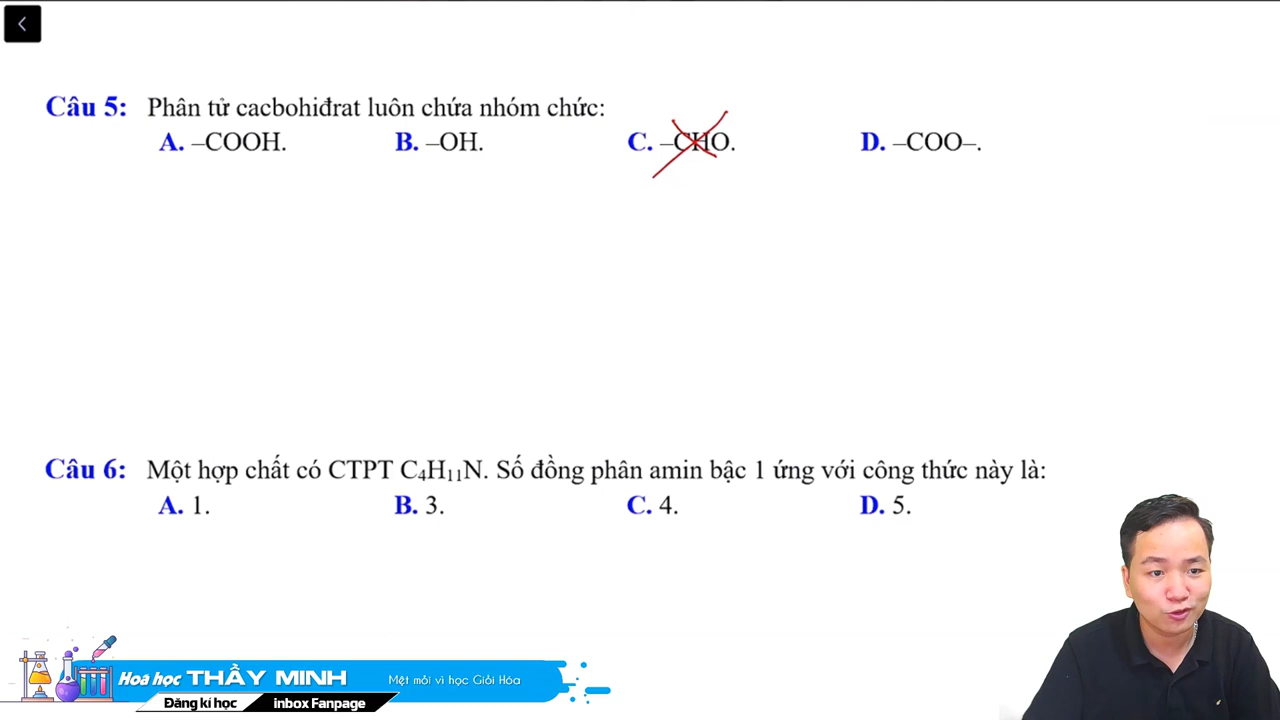 Câu 5: Phân tử cacbohiđrat luôn chứa nhóm chức:
A. –COOH. B. –OH. C. –CHO. D. –COO–.
Câu 6: Một hợp chất có CTPT C₄H₁₁N. Số đồng phân amin bậc 1 ứng với công thức này là:
A. 1. B. 3. C. 4. D. 5.
Hoá học THẦY MINH Mệt mỏi vì học Giỏi Hóa
Đăng kí học inbox Fanpage